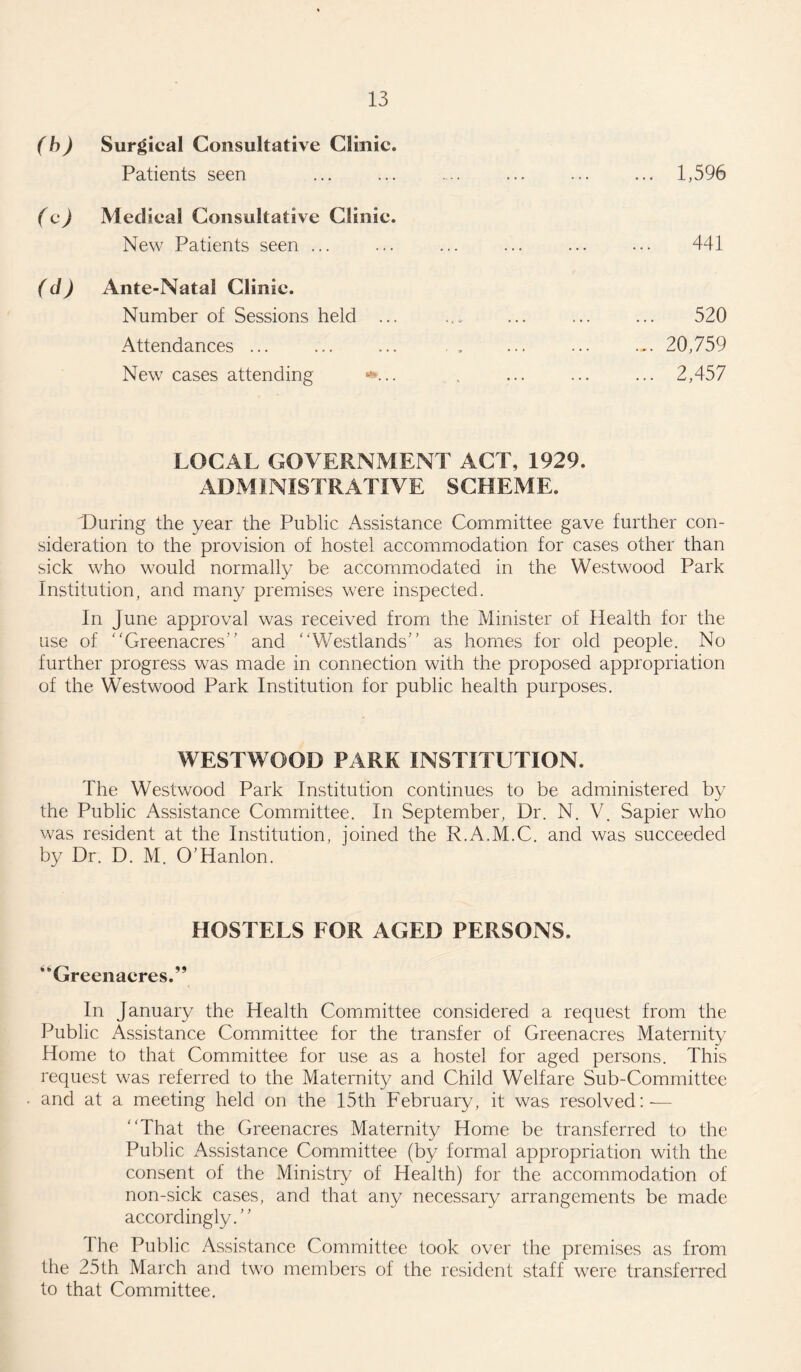 13
(b) Surgical Consultative Clinic.
Patients seen ... ... ... ... ... ... 1,596
(c) Medical Consultative Clinic.
New Patients seen ... ... ... ... ... ... 441
(d) Ante-Natal Clinic.
Number of Sessions held ... ... ... ... ... 520
Attendances ... ... ... ... ... ... ... 20,759
New cases attending ... ... ... ... ... 2,457
LOCAL GOVERNMENT ACT, 1929.
ADMINISTRATIVE SCHEME.
During the year the Public Assistance Committee gave further con-
sideration to the provision of hostel accommodation for cases other than
sick who would normally be accommodated in the Westwood Park
Institution, and many premises were inspected.
In June approval was received from the Minister of Health for the
use of "Greenacres" and "Westlands" as homes for old people. No
further progress was made in connection with the proposed appropriation
of the Westwood Park Institution for public health purposes.
WESTWOOD PARK INSTITUTION.
The Westwood Park Institution continues to be administered by
the Public Assistance Committee. In September, Dr. N. V. Sapier who
was resident at the Institution, joined the R.A.M.C. and was succeeded
by Dr. D. M. O'Hanlon.
HOSTELS FOR AGED PERSONS.
"Greenacres."
In January the Health Committee considered a request from the
Public Assistance Committee for the transfer of Greenacres Maternity
Home to that Committee for use as a hostel for aged persons. This
request was referred to the Maternity and Child Welfare Sub-Committee
and at a meeting held on the 15th February, it was resolved:—
"That the Greenacres Maternity Home be transferred to the
Public Assistance Committee (by formal appropriation with the
consent of the Ministry of Health) for the accommodation of
non-sick cases, and that any necessary arrangements be made
accordingly."
The Public Assistance Committee took over the premises as from
the 25th March and two members of the resident staff were transferred
to that Committee.